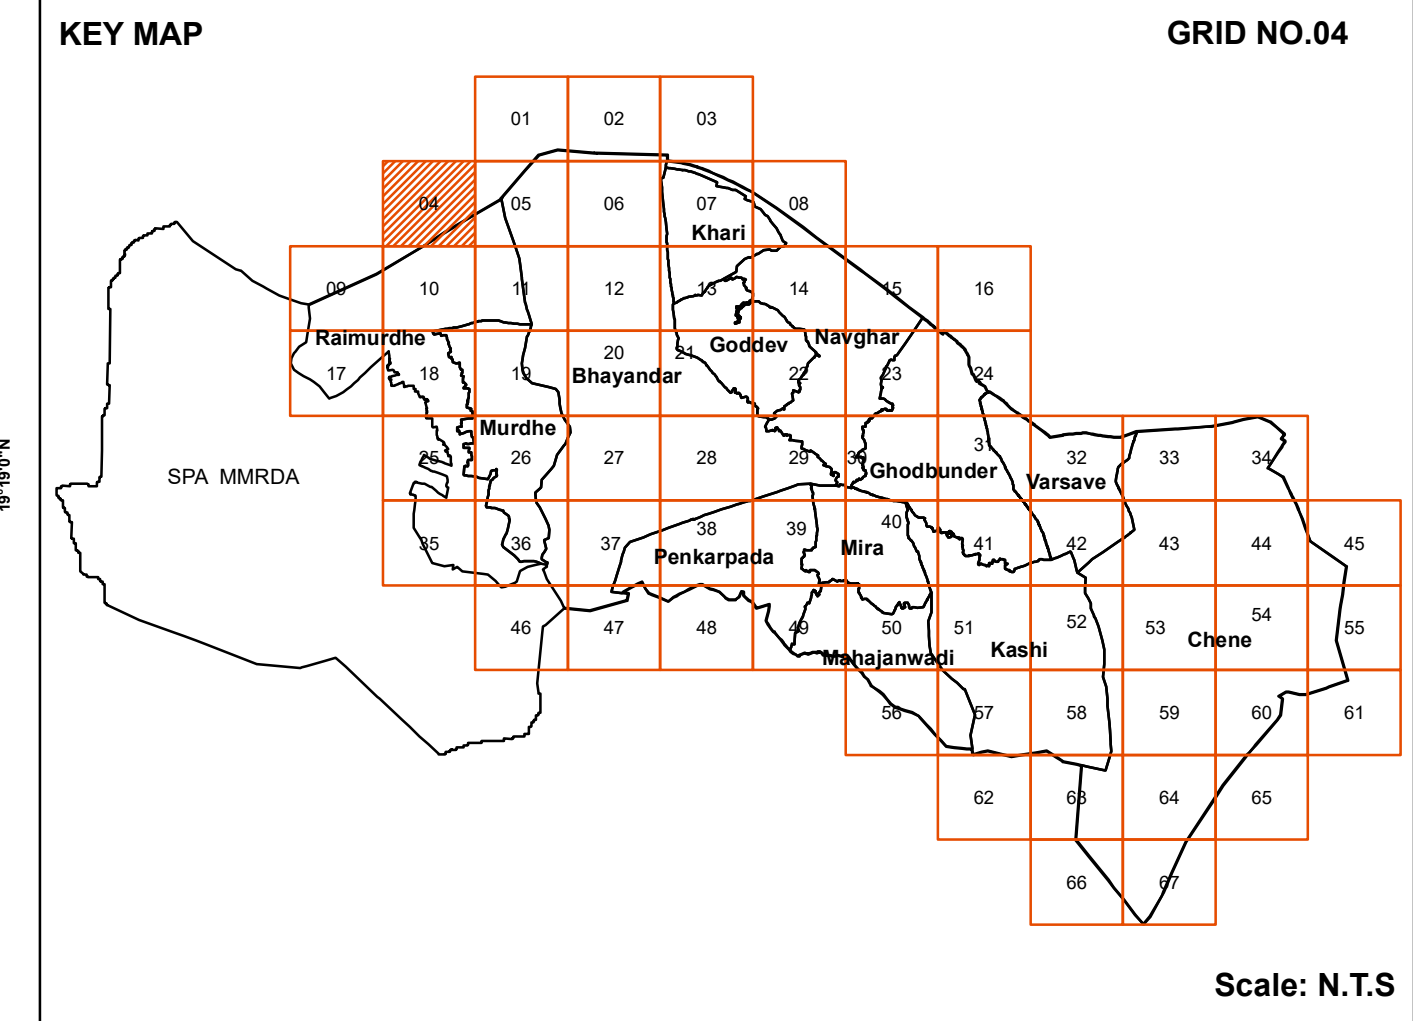 KEY MAP
GRID NO.04
01 02 03
04 05 06 07 08
Khari
09 10 11 12 13 14 15 16
Raimurdhe Goddev Navghar
17 18 19 20 21 22 23 24
Bhayandar
Murdhe
25 26 27 28 29 30 31 32 33 34
SPA MMRDA
Ghodbunder
Varsave
35 36 37 38 39 40 41 42 43 44 45
Penkarpada Mira
46 47 48 49 50 51 52 53 54 55
Mahajanwadi Kashi Chene
56 57 58 59 60 61
62 63 64 65
66 67
19°19'0"N
Scale: N.T.S